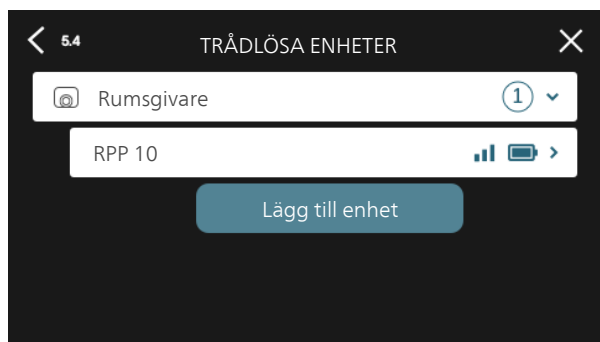 5.4 TRÅDLÖSA ENHETER
Rumsgivare 1
RPP 10
Lägg till enhet